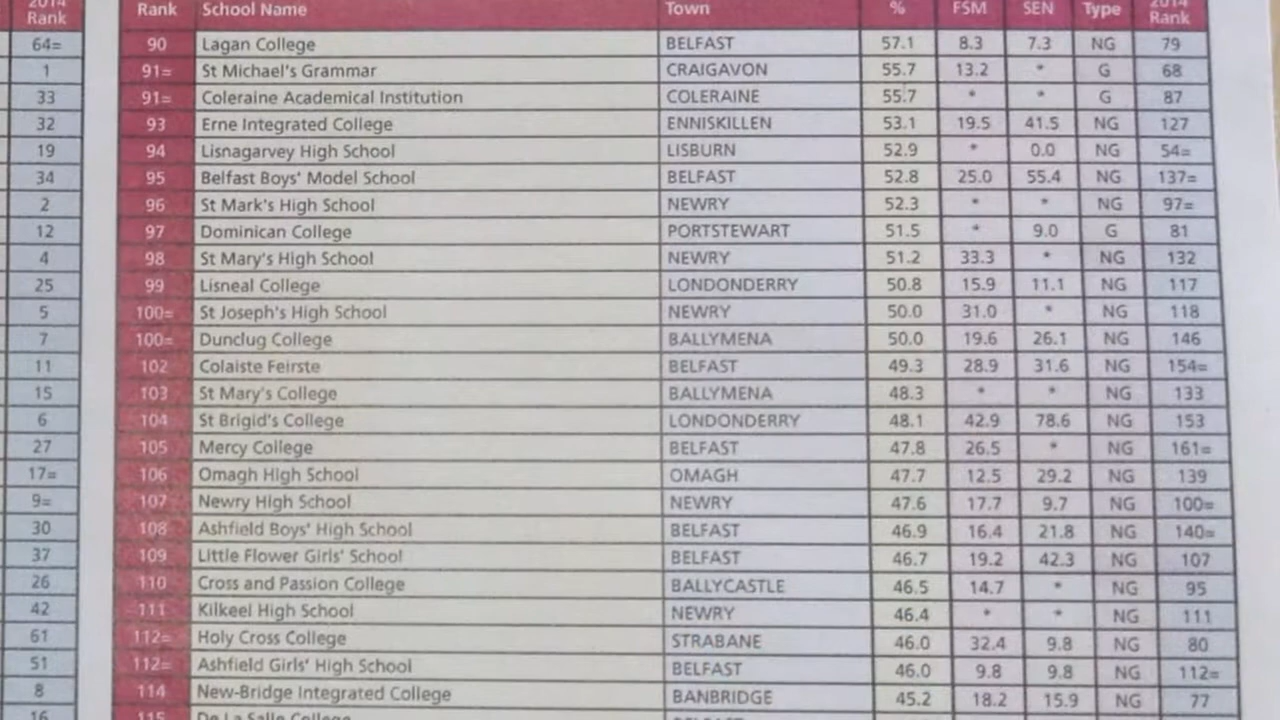 2014
Rank
64=
1
33
32
19
34
2
12
4
25
5
7
11
15
6
27
17=
9=
30
37
26
42
61
51
8
16
Rank School Name Town % FSM SEN Type 2014 Rank
90 Lagan College BELFAST 57.1 8.3 7.3 NG 79
91= St Michael's Grammar CRAIGAVON 55.7 13.2 * G 68
91= Coleraine Academical Institution COLERAINE 55.7 * * G 87
93 Erne Integrated College ENNISKILLEN 53.1 19.5 41.5 NG 127
94 Lisnagarvey High School LISBURN 52.9 * 0.0 NG 54=
95 Belfast Boys' Model School BELFAST 52.8 25.0 55.4 NG 137=
96 St Mark's High School NEWRY 52.3 * * NG 97=
97 Dominican College PORTSTEWART 51.5 * 9.0 G 81
98 St Mary's High School NEWRY 51.2 33.3 * NG 132
99 Lisneal College LONDONDERRY 50.8 15.9 11.1 NG 117
100= St Joseph's High School NEWRY 50.0 31.0 * NG 118
100= Dunclug College BALLYMENA 50.0 19.6 26.1 NG 146
102 Colaiste Feirste BELFAST 49.3 28.9 31.6 NG 154=
103 St Mary's College BALLYMENA 48.3 * * NG 133
104 St Brigid's College LONDONDERRY 48.1 42.9 78.6 NG 153
105 Mercy College BELFAST 47.8 26.5 * NG 161=
106 Omagh High School OMAGH 47.7 12.5 29.2 NG 139
107 Newry High School NEWRY 47.6 17.7 9.7 NG 100=
108 Ashfield Boys' High School BELFAST 46.9 16.4 21.8 NG 140=
109 Little Flower Girls' School BELFAST 46.7 19.2 42.3 NG 107
110 Cross and Passion College BALLYCASTLE 46.5 14.7 * NG 95
111 Kilkeel High School NEWRY 46.4 * * NG 111
112= Holy Cross College STRABANE 46.0 32.4 9.8 NG 80
112= Ashfield Girls' High School BELFAST 46.0 9.8 9.8 NG 112=
114 New-Bridge Integrated College BANBRIDGE 45.2 18.2 15.9 NG 77
115 De La Salle College BELFAST